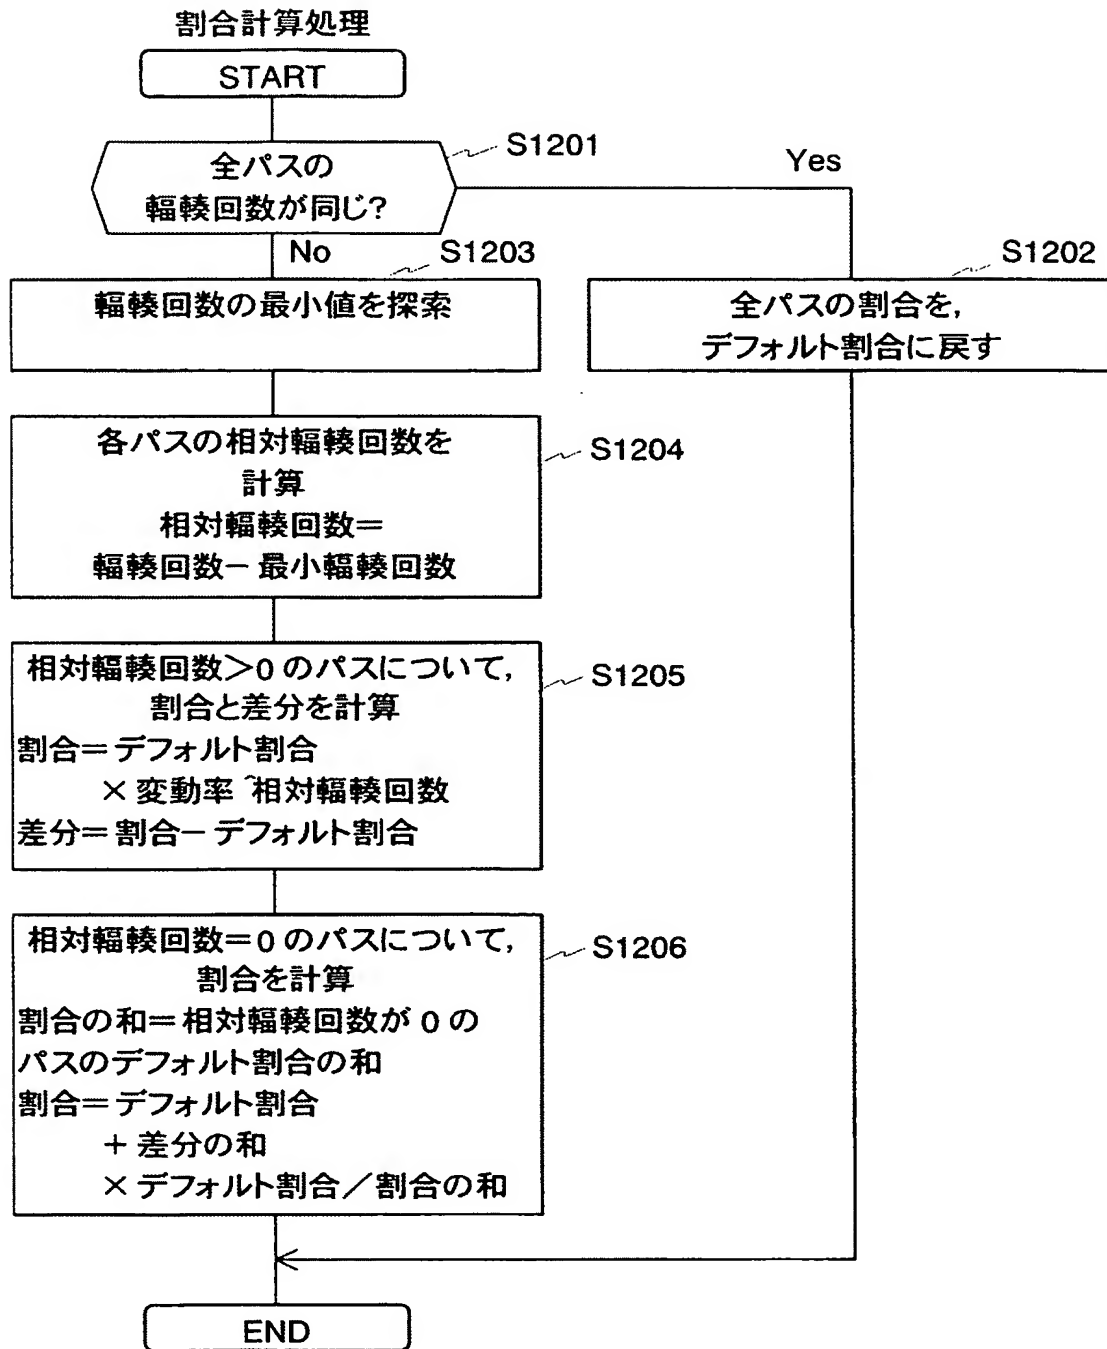 割合計算処理
START
S1201
全パスの
輻輳回数が同じ?
Yes
No
S1203
S1202
輻輳回数の最小値を探索
全パスの割合を,
デフォルト割合に戻す
各パスの相対輻輳回数を
計算
相対輻輳回数=
輻輳回数-最小輻輳回数
S1204
相対輻輳回数>0のパスについて,
割合と差分を計算
割合=デフォルト割合
×変動率^相対輻輳回数
差分=割合-デフォルト割合
S1205
相対輻輳回数=0のパスについて,
割合を計算
割合の和=相対輻輳回数が0の
パスのデフォルト割合の和
割合=デフォルト割合
+差分の和
×デフォルト割合/割合の和
S1206
END